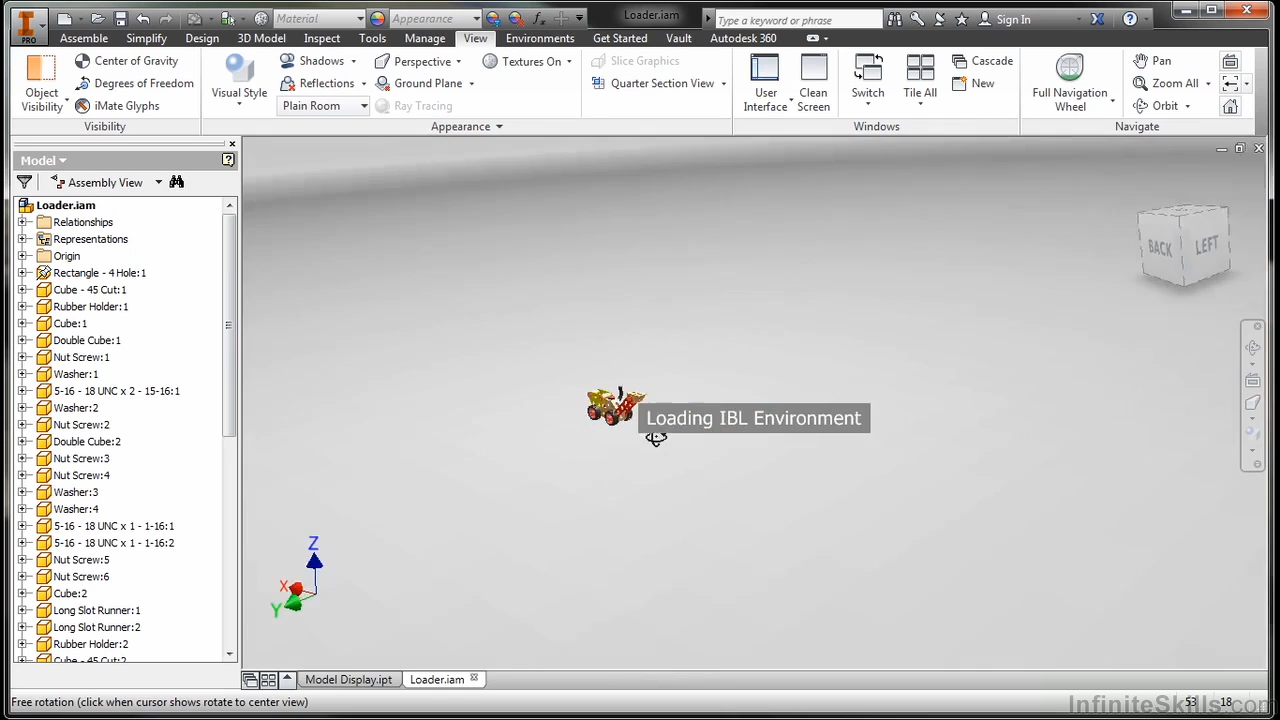 Material
Appearance
Loader.iam
Type a keyword or phrase
Sign In
PRO
Assemble
Simplify
Design
3D Model
Inspect
Tools
Manage
View
Environments
Get Started
Vault
Autodesk 360
Object Visibility
Center of Gravity
Degrees of Freedom
iMate Glyphs
Visual Style
Shadows
Reflections
Plain Room
Perspective
Ground Plane
Ray Tracing
Textures On
Slice Graphics
Quarter Section View
User Interface
Clean Screen
Switch
Tile All
Cascade
New
Full Navigation Wheel
Pan
Zoom All
Orbit
Visibility
Appearance
Windows
Navigate
Model
Assembly View
Loader.iam
Relationships
Representations
Origin
Rectangle - 4 Hole:1
Cube - 45 Cut:1
Rubber Holder:1
Cube:1
Double Cube:1
Nut Screw:1
Washer:1
5-16 - 18 UNC x 2 - 15-16:1
Washer:2
Nut Screw:2
Double Cube:2
Nut Screw:3
Nut Screw:4
Washer:3
Washer:4
5-16 - 18 UNC x 1 - 1-16:1
5-16 - 18 UNC x 1 - 1-16:2
Nut Screw:5
Nut Screw:6
Cube:2
Long Slot Runner:1
Long Slot Runner:2
Rubber Holder:2
Cube - 45 Cut:2
BACK
LEFT
Loading IBL Environment
Z
X
Y
Model Display.ipt
Loader.iam
Free rotation (click when cursor shows rotate to center view)
53
18
InfiniteSkills.com